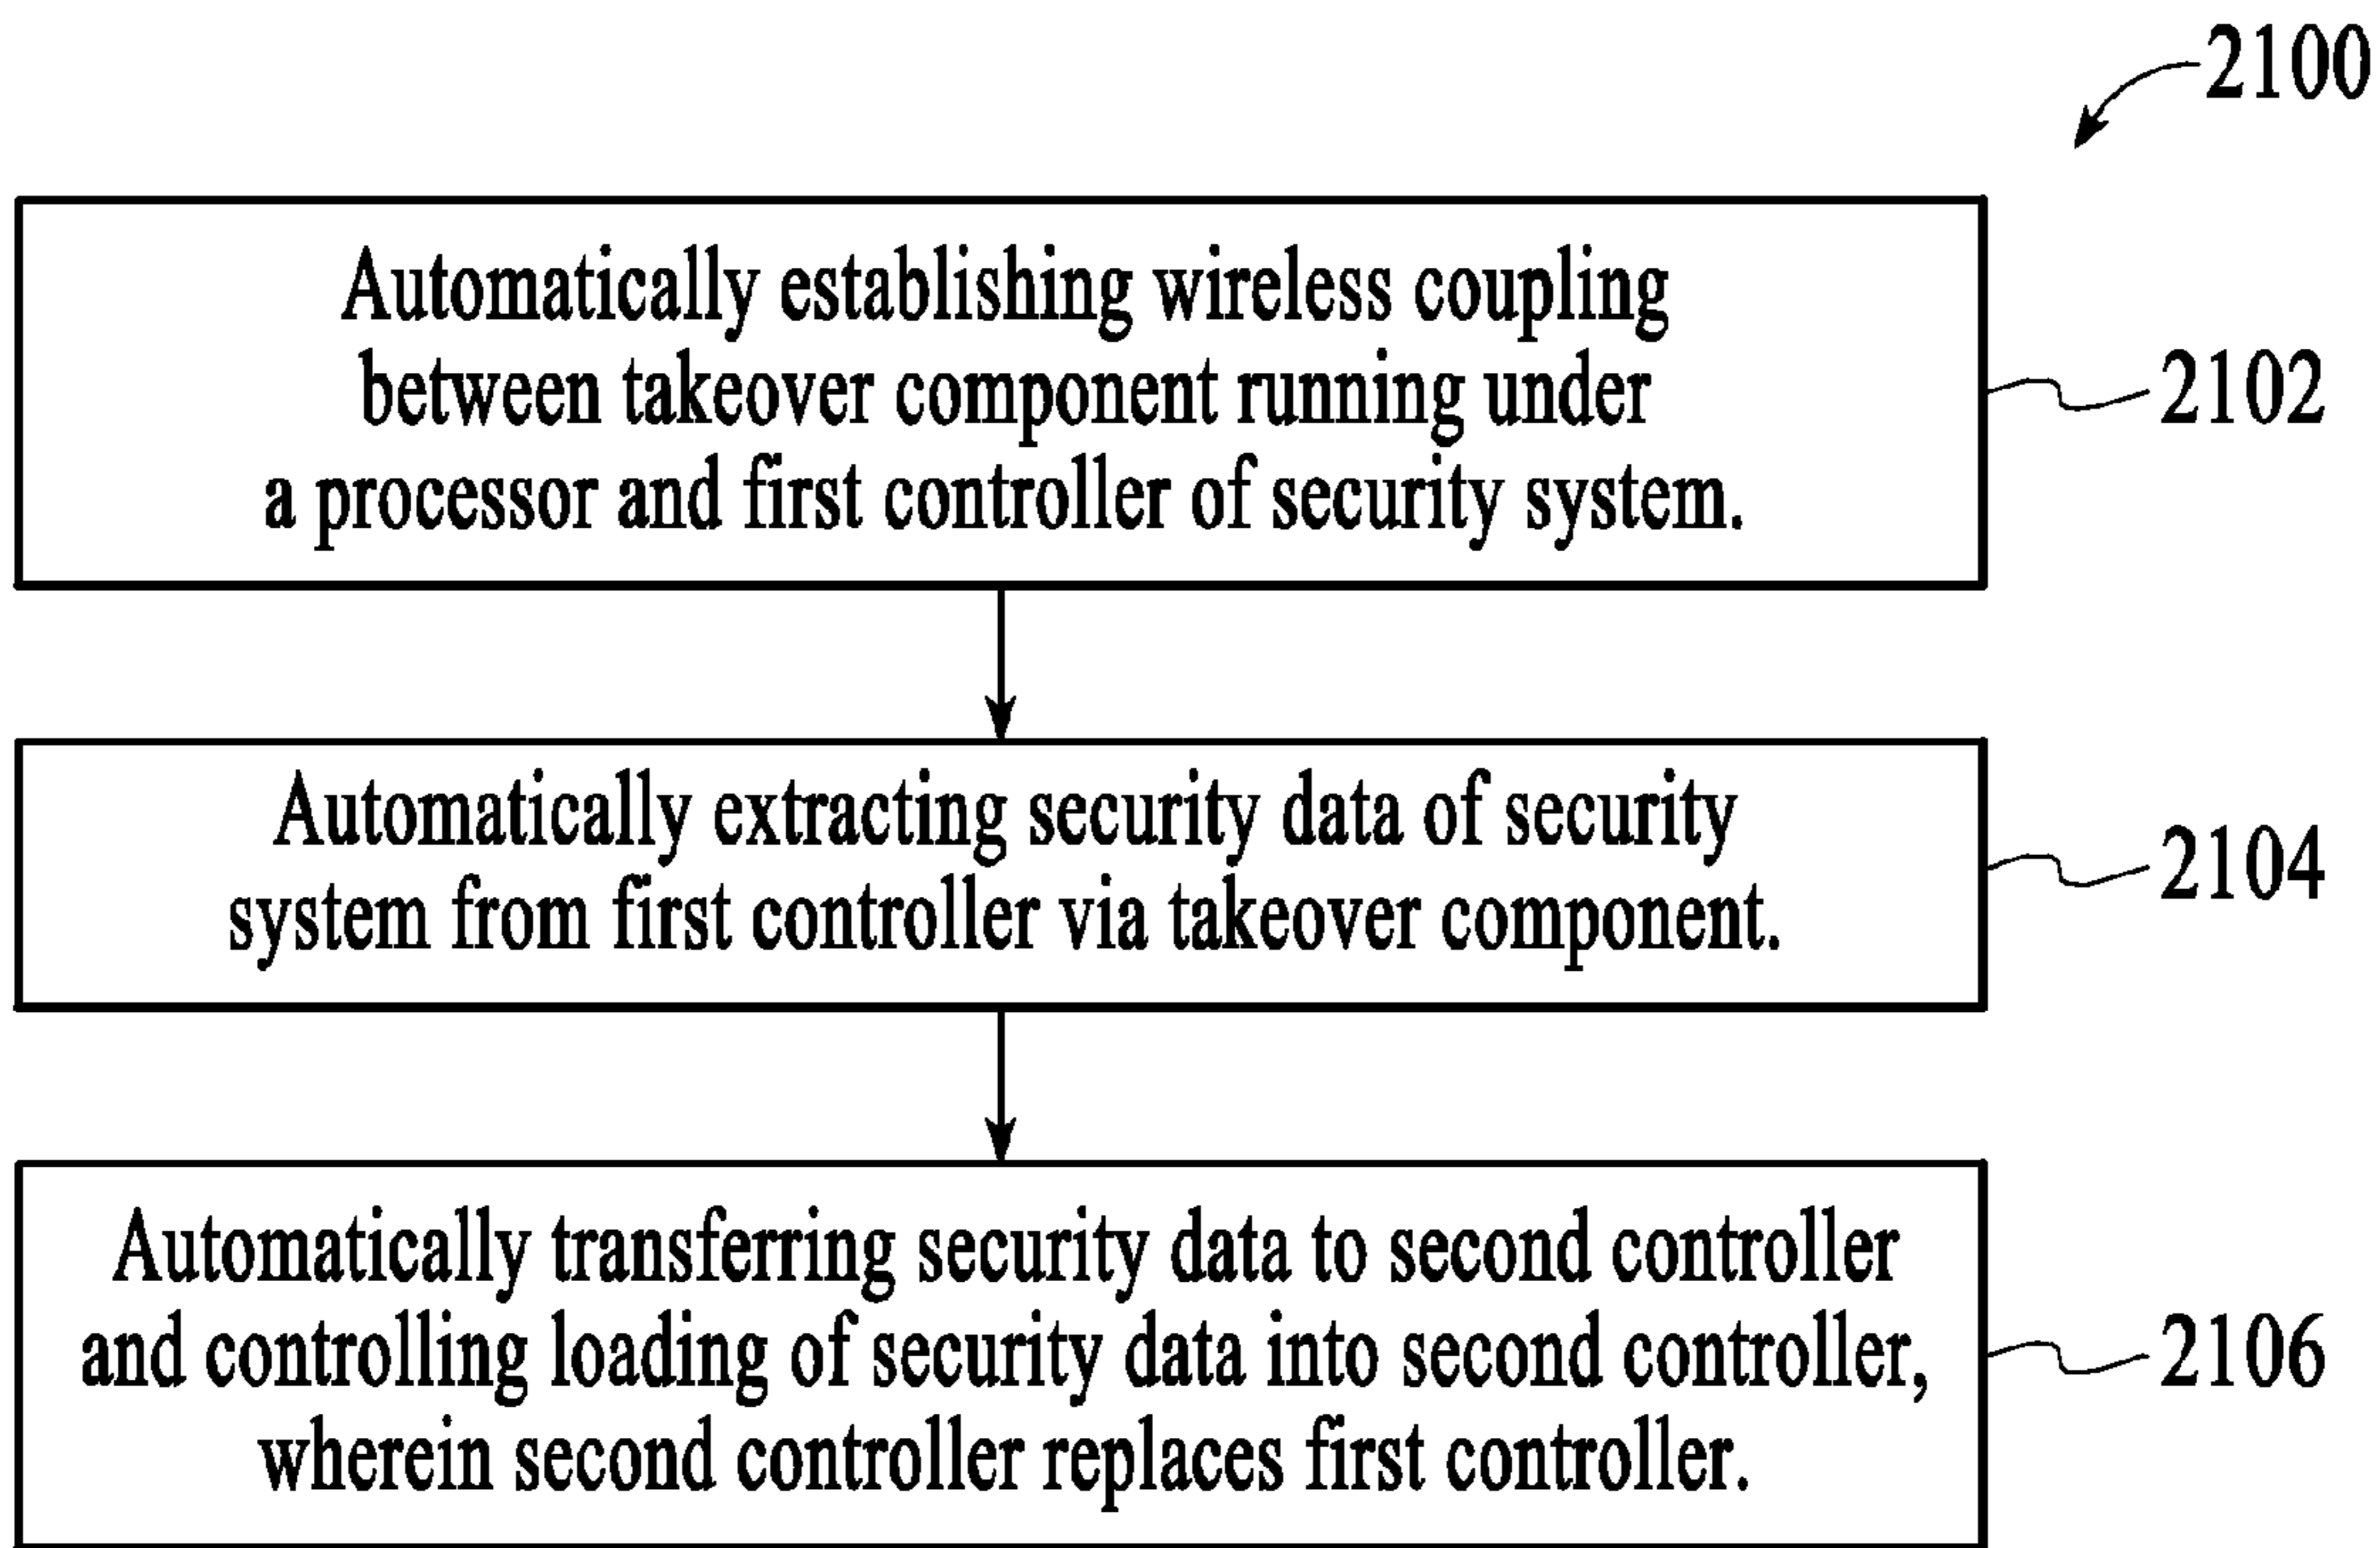 2100
Automatically establishing wireless coupling
between takeover component running under
a processor and first controller of security system.
2102
Automatically extracting security data of security
system from first controller via takeover component.
2104
Automatically transferring security data to second controller
and controlling loading of security data into second controller,
wherein second controller replaces first controller.
2106